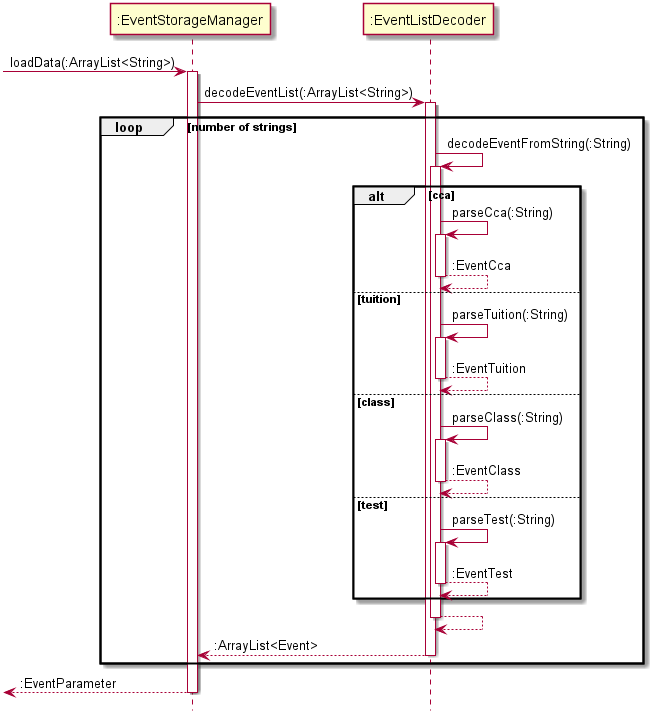 :EventStorageManager
:EventListDecoder
loadData(:ArrayList<String>)
decodeEventList(:ArrayList<String>)
loop
[number of strings]
decodeEventFromString(:String)
alt
[cca]
parseCca(:String)
:EventCca
[tuition]
parseTuition(:String)
:EventTuition
[class]
parseClass(:String)
:EventClass
[test]
parseTest(:String)
:EventTest
:ArrayList<Event>
:EventParameter